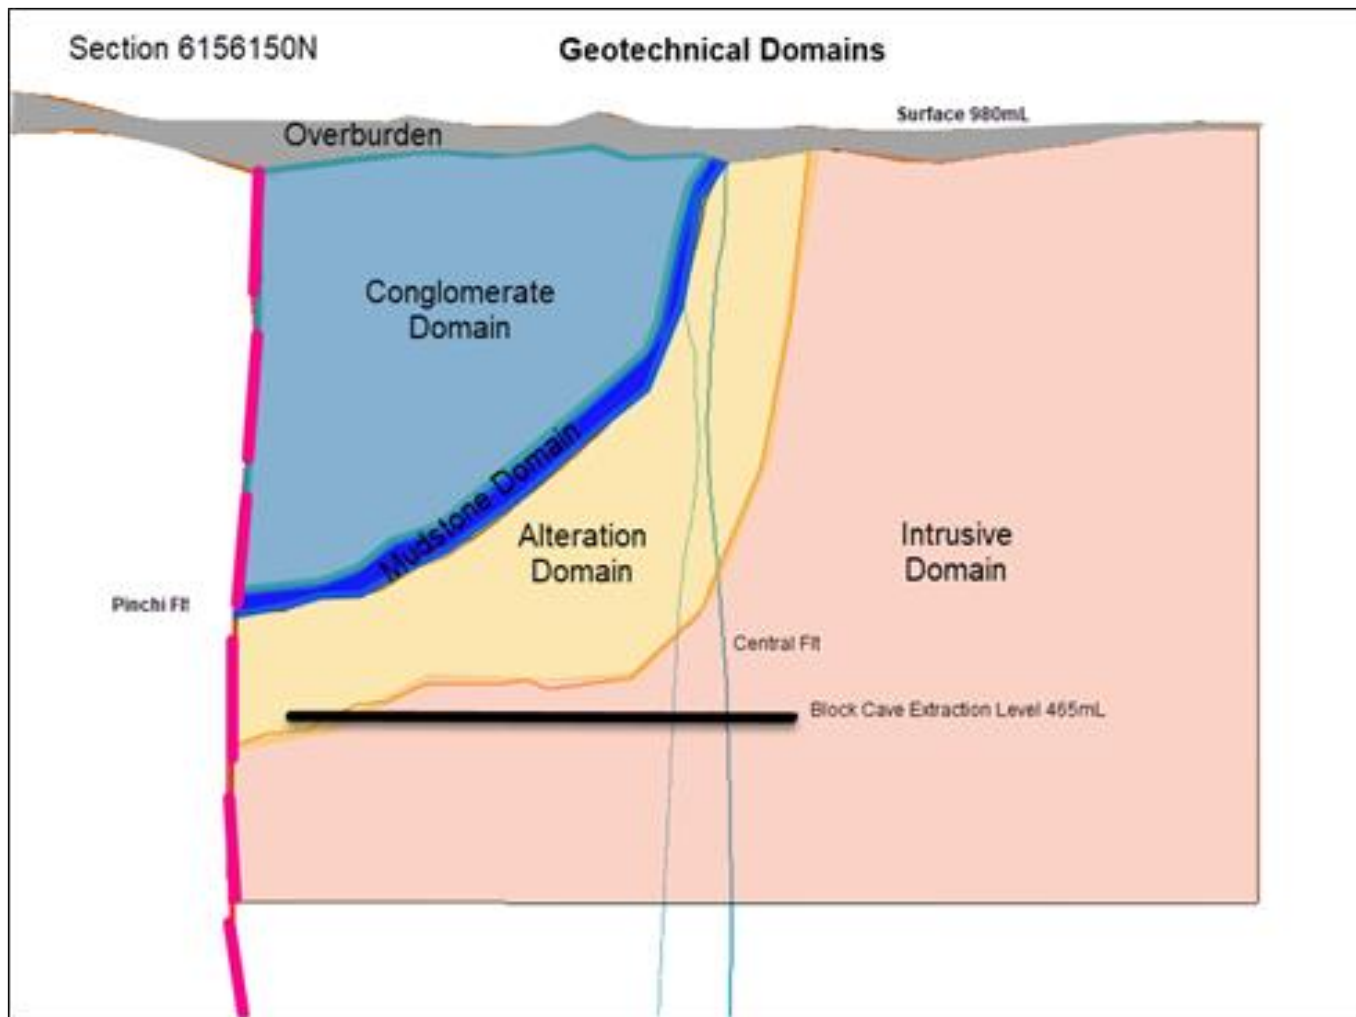 Section 6156150N
Geotechnical Domains
Surface 980mL
Overburden
Conglomerate
Domain
Mudstone Domain
Alteration
Domain
Intrusive
Domain
Pinchi Flt
Central Flt
Block Cave Extraction Level 465mL